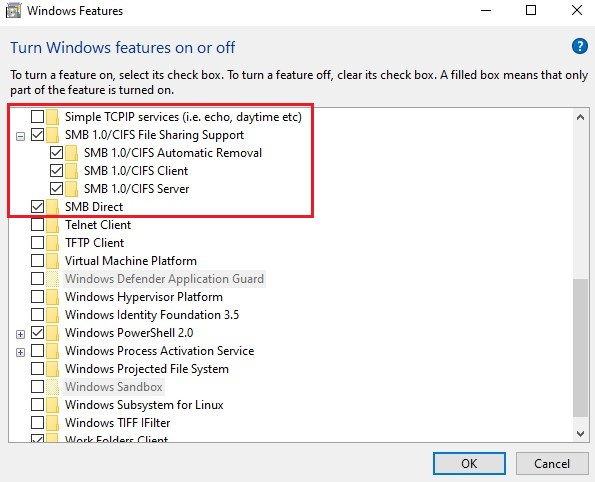 Windows Features
Turn Windows features on or off
?
To turn a feature on, select its check box. To turn a feature off, clear its check box. A filled box means that only
part of the feature is turned on.
Simple TCPIP services (i.e. echo, daytime etc)
SMB 1.0/CIFS File Sharing Support
SMB 1.0/CIFS Automatic Removal
SMB 1.0/CIFS Client
SMB 1.0/CIFS Server
SMB Direct
Telnet Client
TFTP Client
Virtual Machine Platform
Windows Defender Application Guard
Windows Hypervisor Platform
Windows Identity Foundation 3.5
Windows PowerShell 2.0
Windows Process Activation Service
Windows Projected File System
Windows Sandbox
Windows Subsystem for Linux
Windows TIFF IFilter
Work Folders Client
OK
Cancel